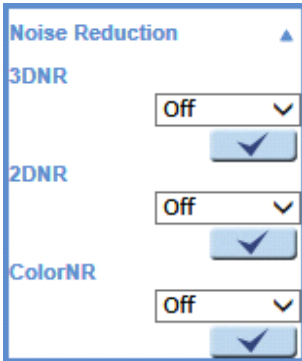 Noise Reduction
3DNR
Off
2DNR
Off
ColorNR
Off